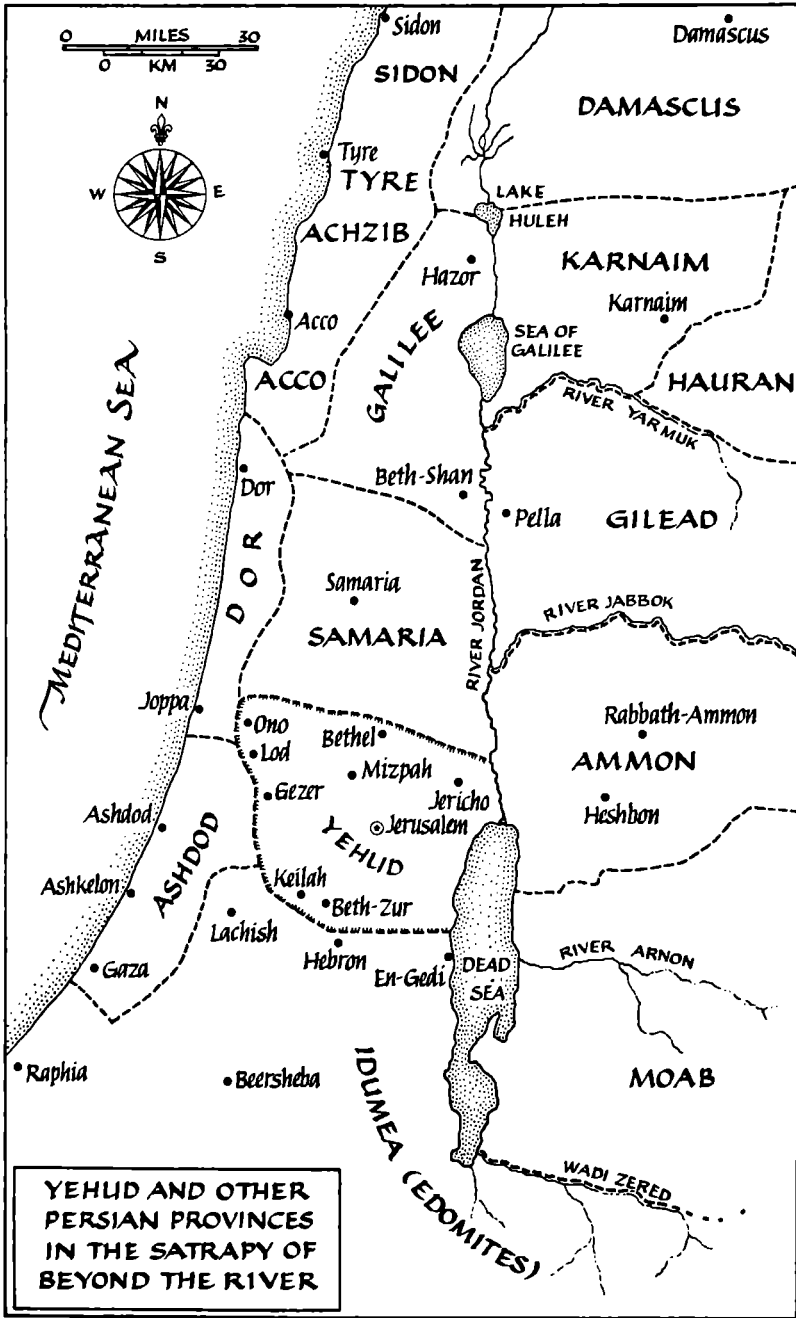 0 MILES 30
0 KM 30
N
W E
S
Sidon
SIDON
Damascus
DAMASCUS
Tyre
TYRE
ACHZIB
LAKE
HULEH
Hazor
KARNAIM
Karnaim
Acco
ACCO
GALILEE
SEA OF
GALILEE
HAURAN
RIVER YARMUK
MEDITERRANEAN SEA
Dor
DOR
Beth-Shan
Pella
GILEAD
Samaria
SAMARIA
RIVER JORDAN
RIVER JABBOK
Joppa
Ono
Lod
Bethel
Mizpah
Gezer
Jericho
Jerusalem
YEHUD
Rabbath-Ammon
AMMON
Heshbon
Ashdod
ASHDOD
Ashkelon
Keilah
Beth-Zur
Lachish
Hebron
En-Gedi
DEAD
SEA
RIVER ARNON
Gaza
Raphia
Beersheba
IDUMEA (EDOMITES)
MOAB
WADI ZERED
YEHUD AND OTHER
PERSIAN PROVINCES
IN THE SATRAPY OF
BEYOND THE RIVER